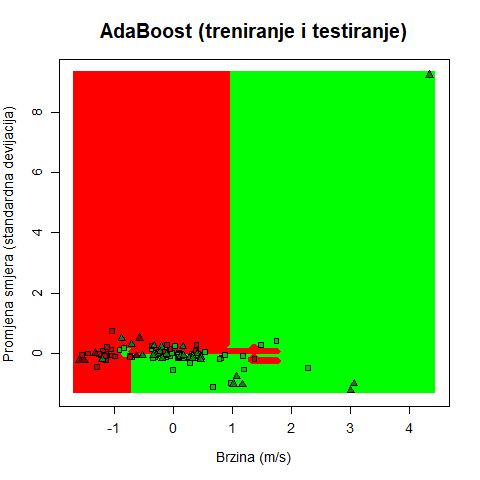 AdaBoost (treniranje i testiranje)
Promjena smjera (standardna devijacija)
8
6
4
2
0
-1 0 1 2 3 4
Brzina (m/s)